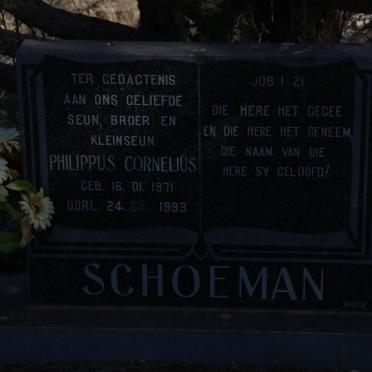 TER GEDAGTENIS
AAN ONS GELIEFDE
SEUN, BROER EN
KLEINSEUN
PHILIPPUS CORNELIUS
GEB. 16. 01. 1971
OORL. 24. 1993
JOB 1:21
DIE HERE HET GEGEE
EN DIE HERE HET GENEEM,
DIE NAAM VAN DIE
HERE SY GELOOFD!
SCHOEMAN